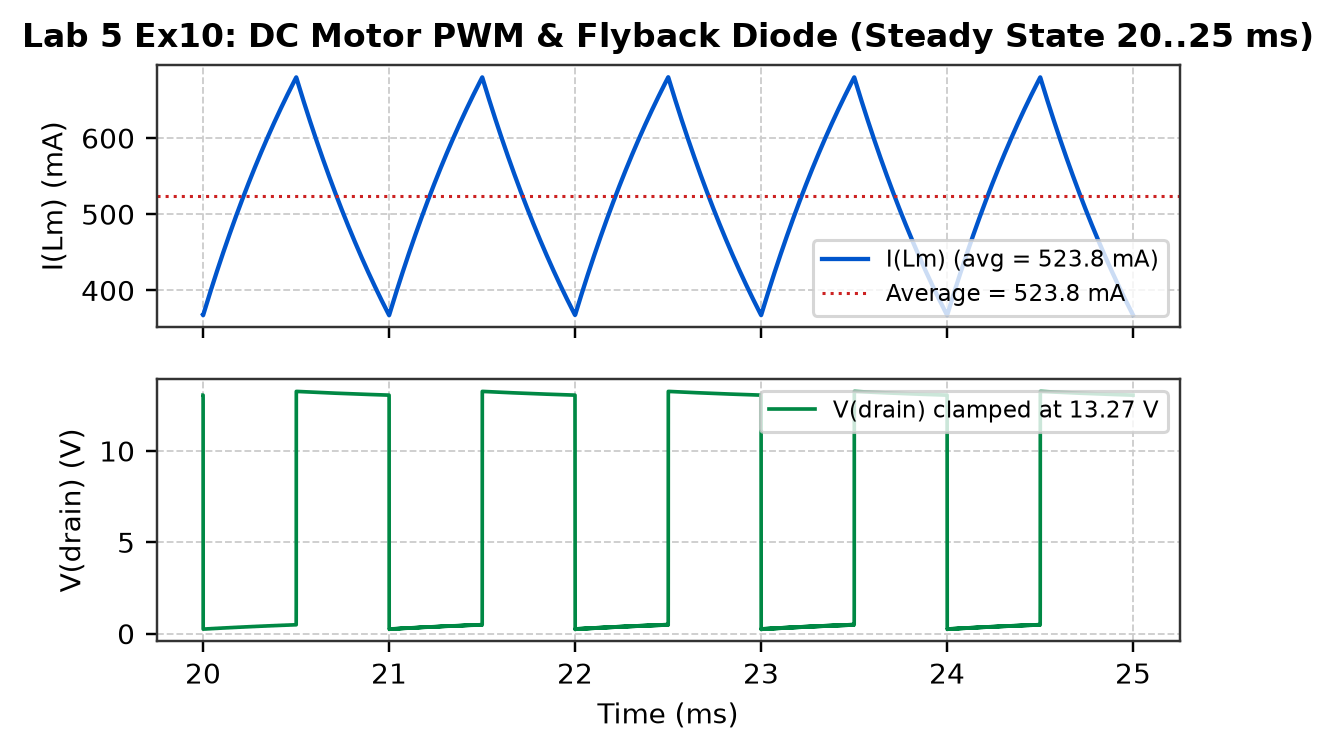 Lab 5 Ex10: DC Motor PWM & Flyback Diode (Steady State 20..25 ms)
I(Lm) (mA)
600
500
400
I(Lm) (avg = 523.8 mA)
Average = 523.8 mA
V(drain) (V)
10
5
0
V(drain) clamped at 13.27 V
20 21 22 23 24 25
Time (ms)